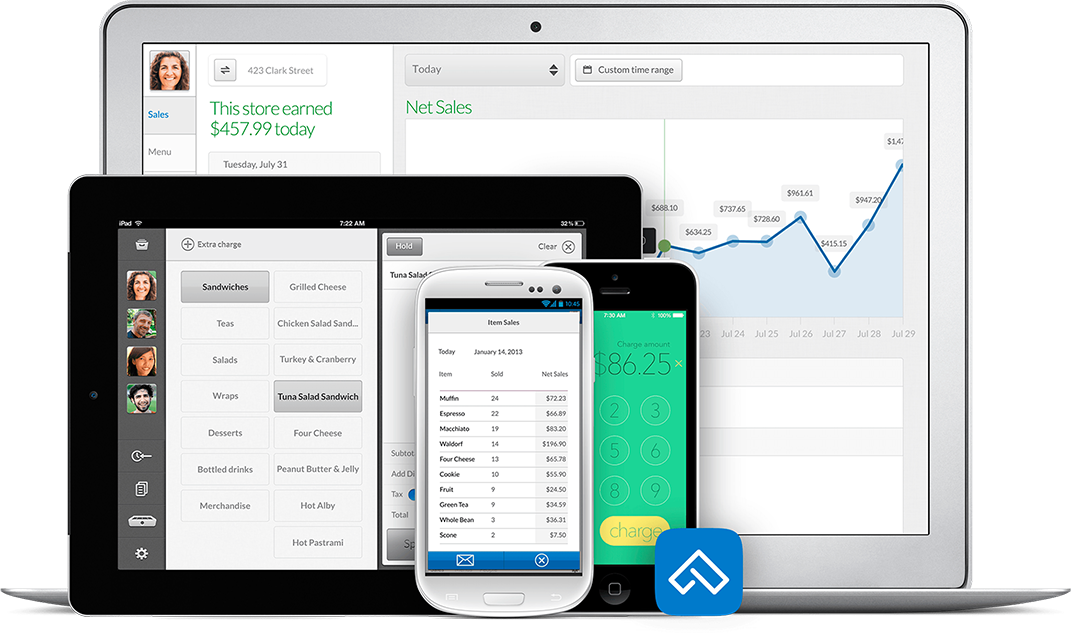 423 Clark Street
Today
Custom time range
Sales
This store earned
$457.99 today
Net Sales
Menu
Tuesday, July 31
$688.10
$634.25
$737.65
$728.60
$961.61
$415.15
$947.20
$1,47
23 Jul 24 Jul 25 Jul 26 Jul 27 Jul 28 Jul 29
iPad 7:22 AM 32%
Extra charge
Hold
Clear
Sandwiches
Grilled Cheese
Teas
Chicken Salad Sand...
Salads
Turkey & Cranberry
Wraps
Tuna Salad Sandwich
Desserts
Four Cheese
Bottled drinks
Peanut Butter & Jelly
Merchandise
Hot Alby
Hot Pastrami
Tuna Salad
Subtot
Add Di
Tax
Total
Sp
10:45
Item Sales
Today January 14, 2013
Item Sold Net Sales
Muffin 24 $72.23
Espresso 22 $66.89
Macchiato 19 $83.20
Waldorf 14 $196.90
Four Cheese 13 $65.78
Cookie 10 $55.90
Fruit 9 $24.50
Green Tea 9 $34.59
Whole Bean 3 $36.31
Scone 2 $7.50
7:30 AM 100%
Charge amount
$86.25
2 3
5 6
8 9
charge